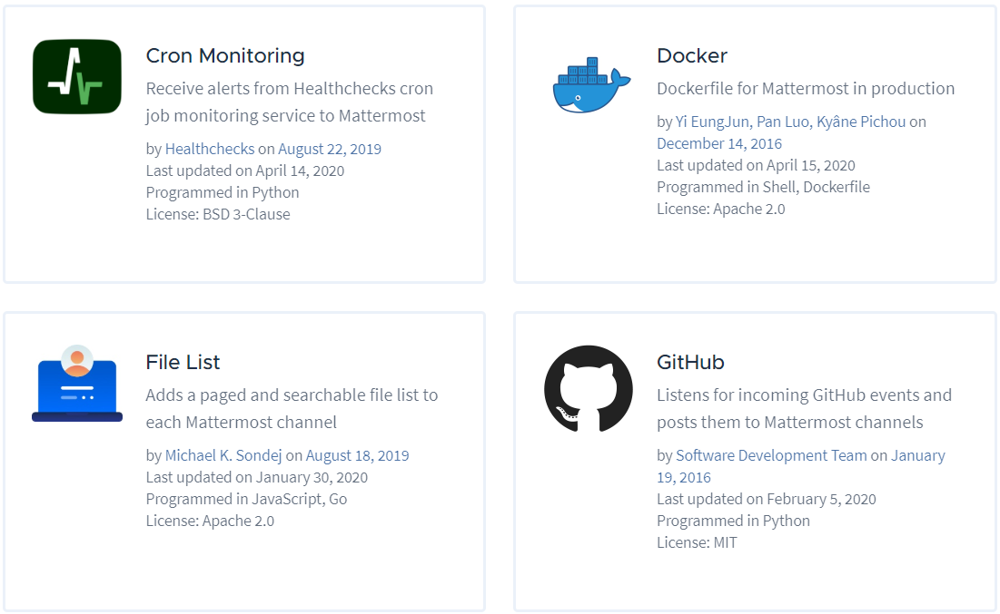 Cron Monitoring
Receive alerts from Healthchecks cron
job monitoring service to Mattermost
by Healthchecks on August 22, 2019
Last updated on April 14, 2020
Programmed in Python
License: BSD 3-Clause
Docker
Dockerfile for Mattermost in production
by Yi EungJun, Pan Luo, Kyâne Pichou on
December 14, 2016
Last updated on April 15, 2020
Programmed in Shell, Dockerfile
License: Apache 2.0
File List
Adds a paged and searchable file list to
each Mattermost channel
by Michael K. Sondej on August 18, 2019
Last updated on January 30, 2020
Programmed in JavaScript, Go
License: Apache 2.0
GitHub
Listens for incoming GitHub events and
posts them to Mattermost channels
by Software Development Team on January
19, 2016
Last updated on February 5, 2020
Programmed in Python
License: MIT